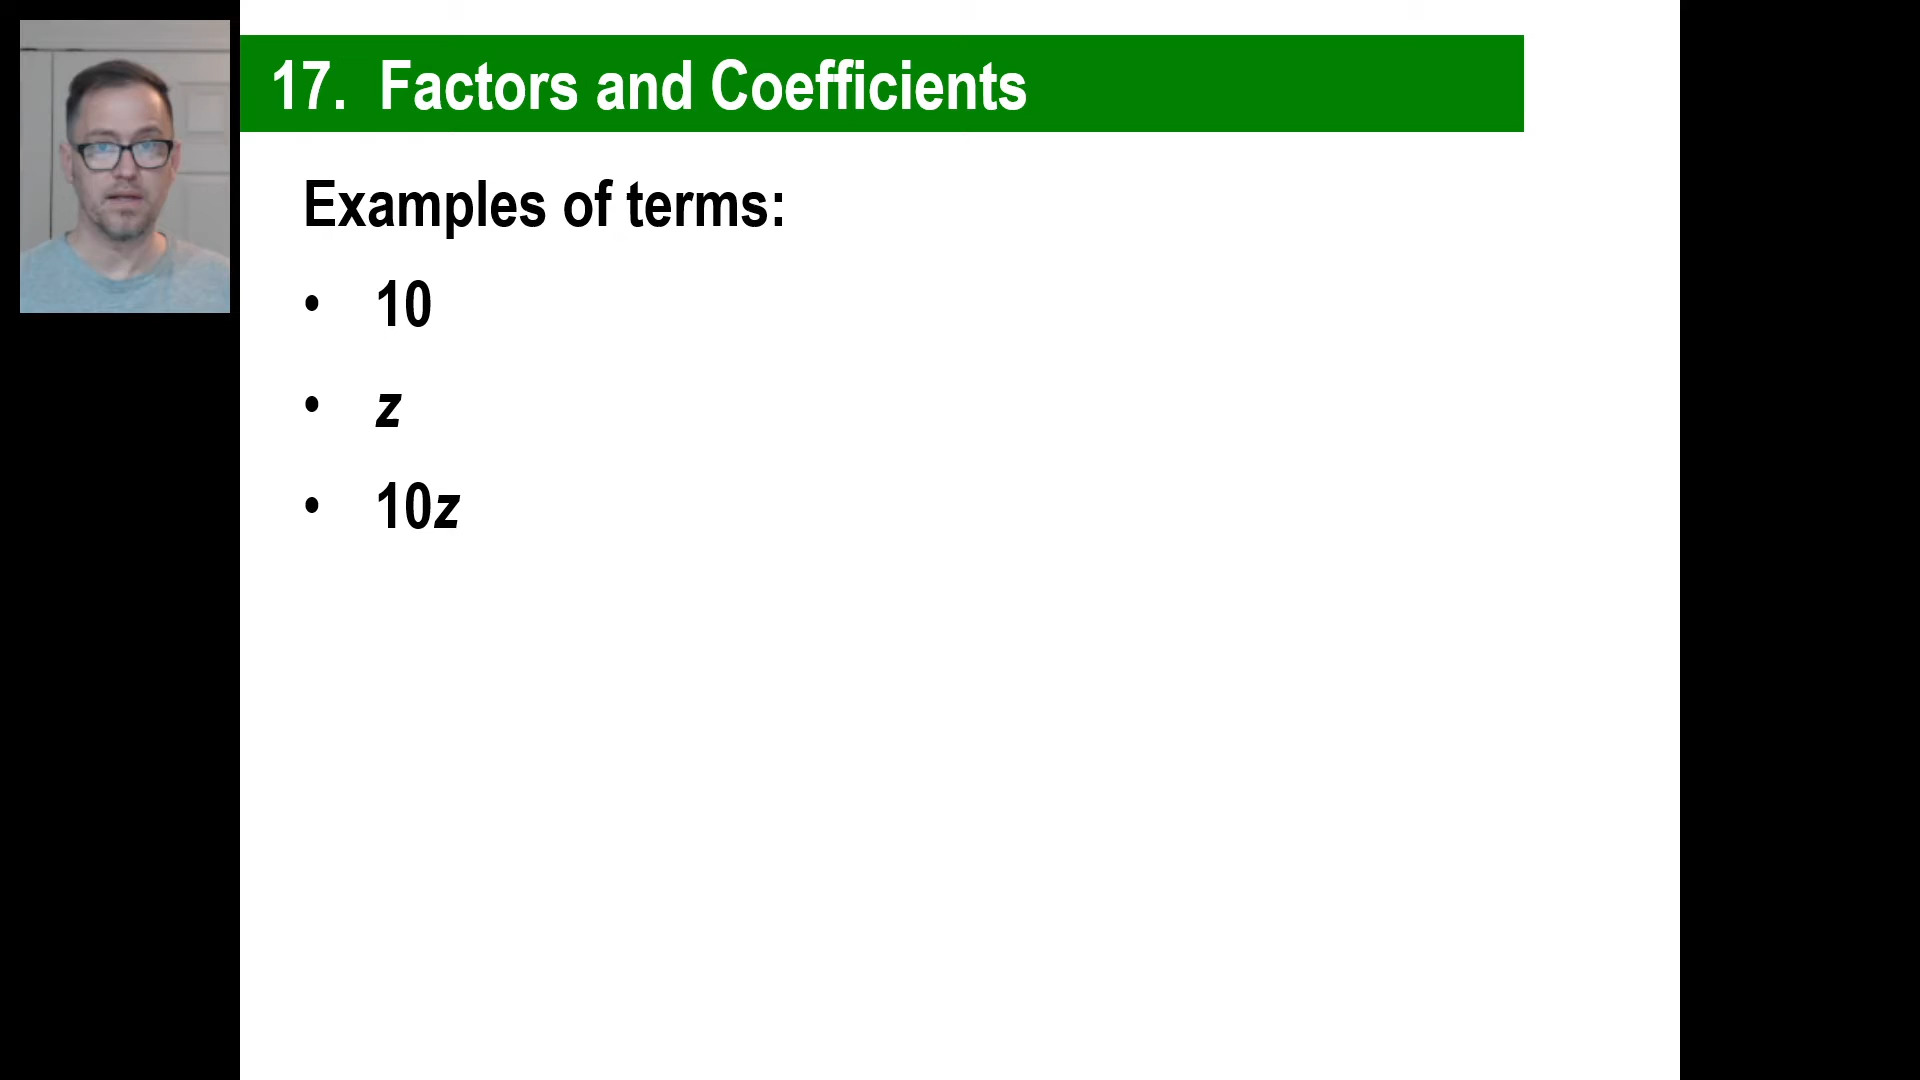 17. Factors and Coefficients
Examples of terms:
• 10
• z
• 10z